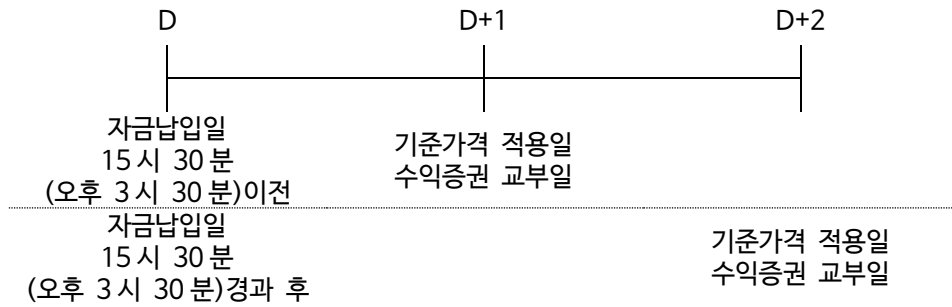 D D+1 D+2
자금납입일
15시 30분
(오후 3시 30분)이전
기준가격 적용일
수익증권 교부일
자금납입일
15시 30분
(오후 3시 30분)경과 후
기준가격 적용일
수익증권 교부일